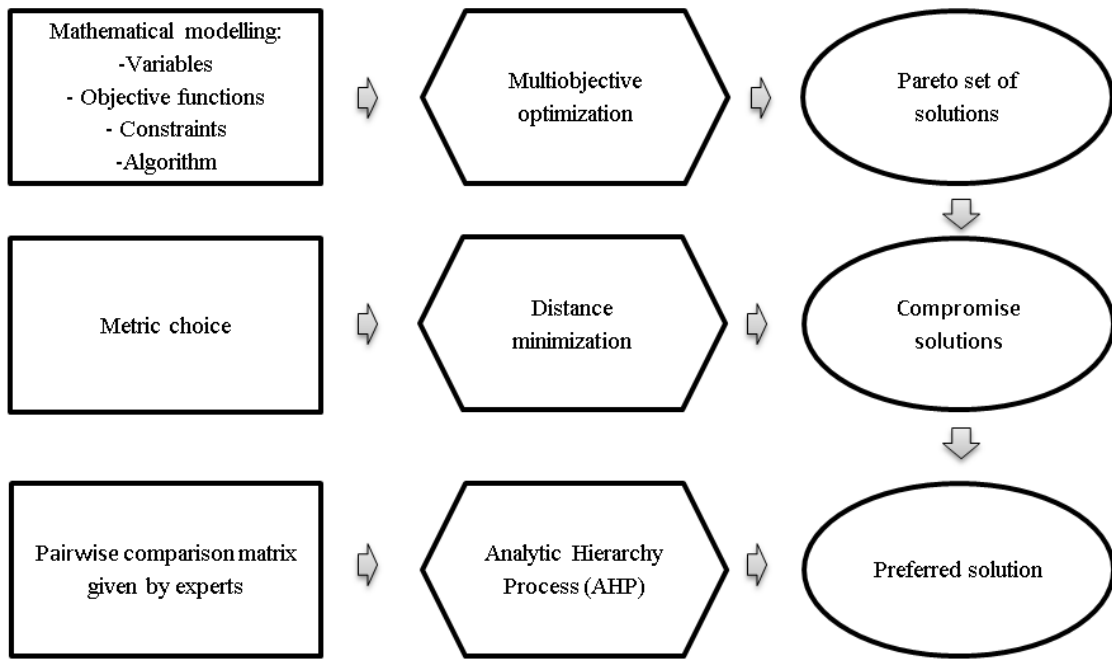 Mathematical modelling:
-Variables
- Objective functions
- Constraints
-Algorithm
Multiobjective
optimization
Pareto set of
solutions
Metric choice
Distance
minimization
Compromise
solutions
Pairwise comparison matrix
given by experts
Analytic Hierarchy
Process (AHP)
Preferred solution